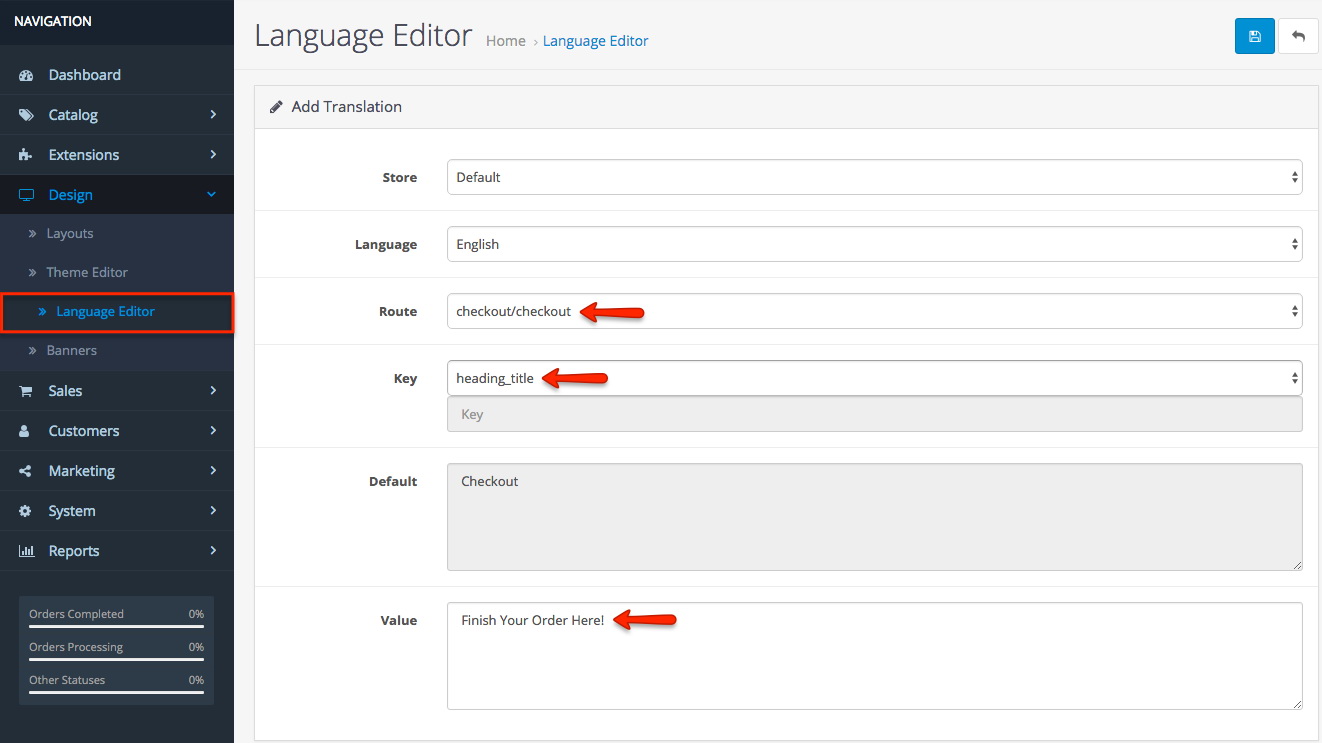 NAVIGATION
Dashboard
Catalog
Extensions
Design
Layouts
Theme Editor
Language Editor
Banners
Sales
Customers
Marketing
System
Reports
Orders Completed 0%
Orders Processing 0%
Other Statuses 0%
Language Editor Home › Language Editor
Add Translation
Store Default
Language English
Route checkout/checkout
Key heading_title
Key
Default Checkout
Value Finish Your Order Here!